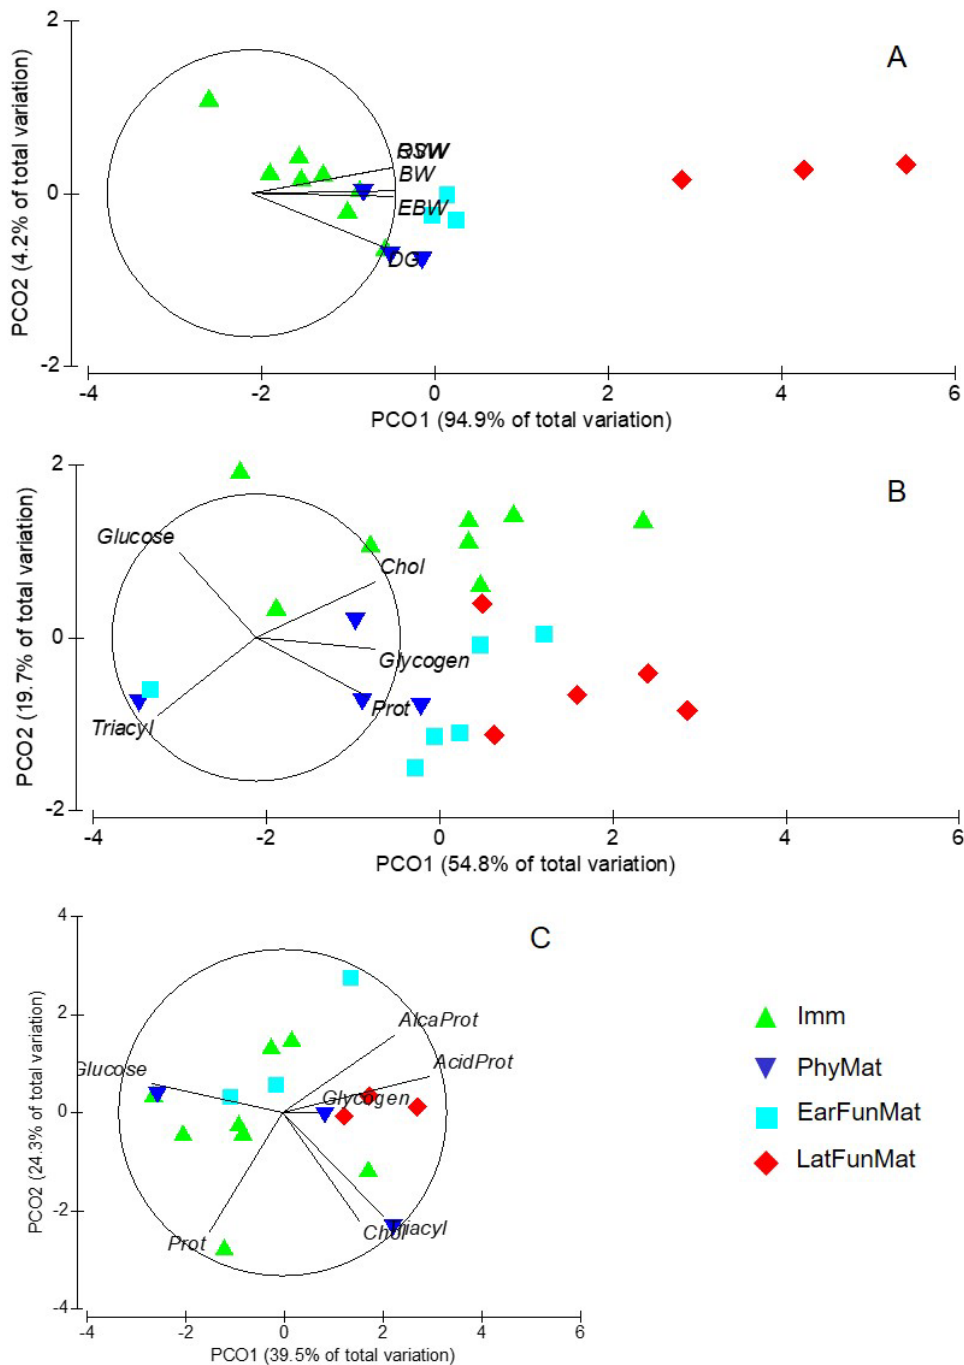 2
A
BW
EBW
DG
PCO2 (4.2% of total variation)
0
-2
-4
-2
0
2
4
6
PCO1 (94.9% of total variation)
2
B
Glucose
Chol
Glycogen
Prot
Triacyl
PCO2 (19.7% of total variation)
0
-2
-4
-2
0
2
4
6
PCO1 (54.8% of total variation)
4
C
2
AlcaProt
AcidProt
Glucose
Glycogen
PCO2 (24.3% of total variation)
0
-2
Chol
Prot
-4
-4
-2
0
2
4
6
PCO1 (39.5% of total variation)
Imm
PhyMat
EarFunMat
LatFunMat